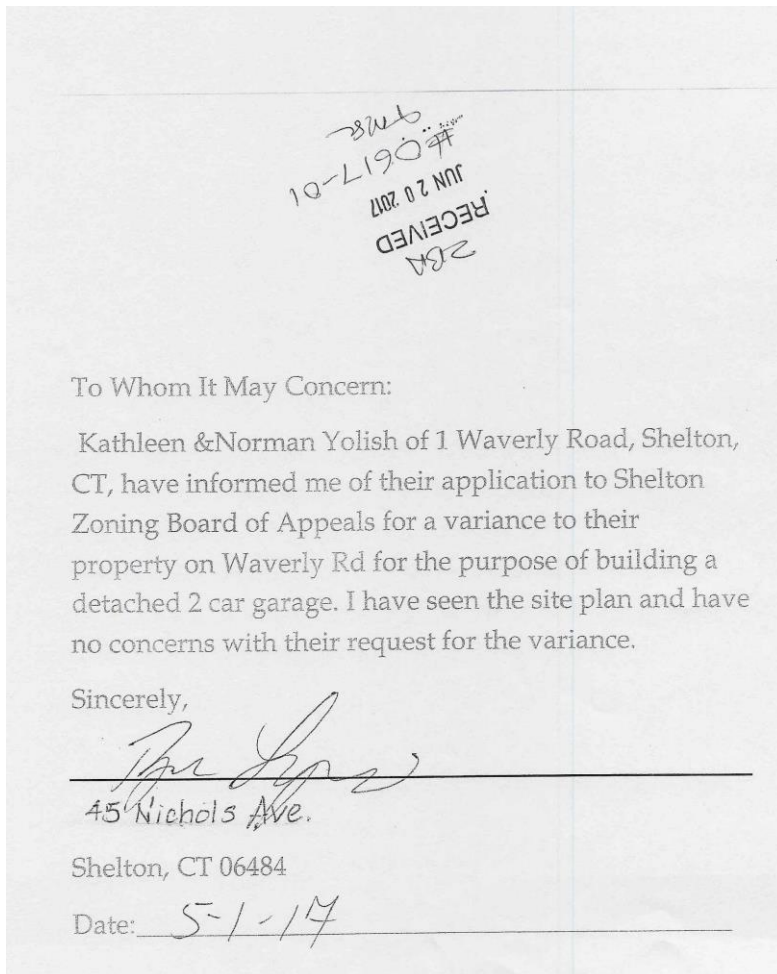 #0617-01
JUN 20 2017
RECEIVED
ZBA
To Whom It May Concern:
Kathleen &Norman Yolish of 1 Waverly Road, Shelton,
CT, have informed me of their application to Shelton
Zoning Board of Appeals for a variance to their
property on Waverly Rd for the purpose of building a
detached 2 car garage. I have seen the site plan and have
no concerns with their request for the variance.
Sincerely,
45 Nichols Ave.
Shelton, CT 06484
Date: 5-1-17